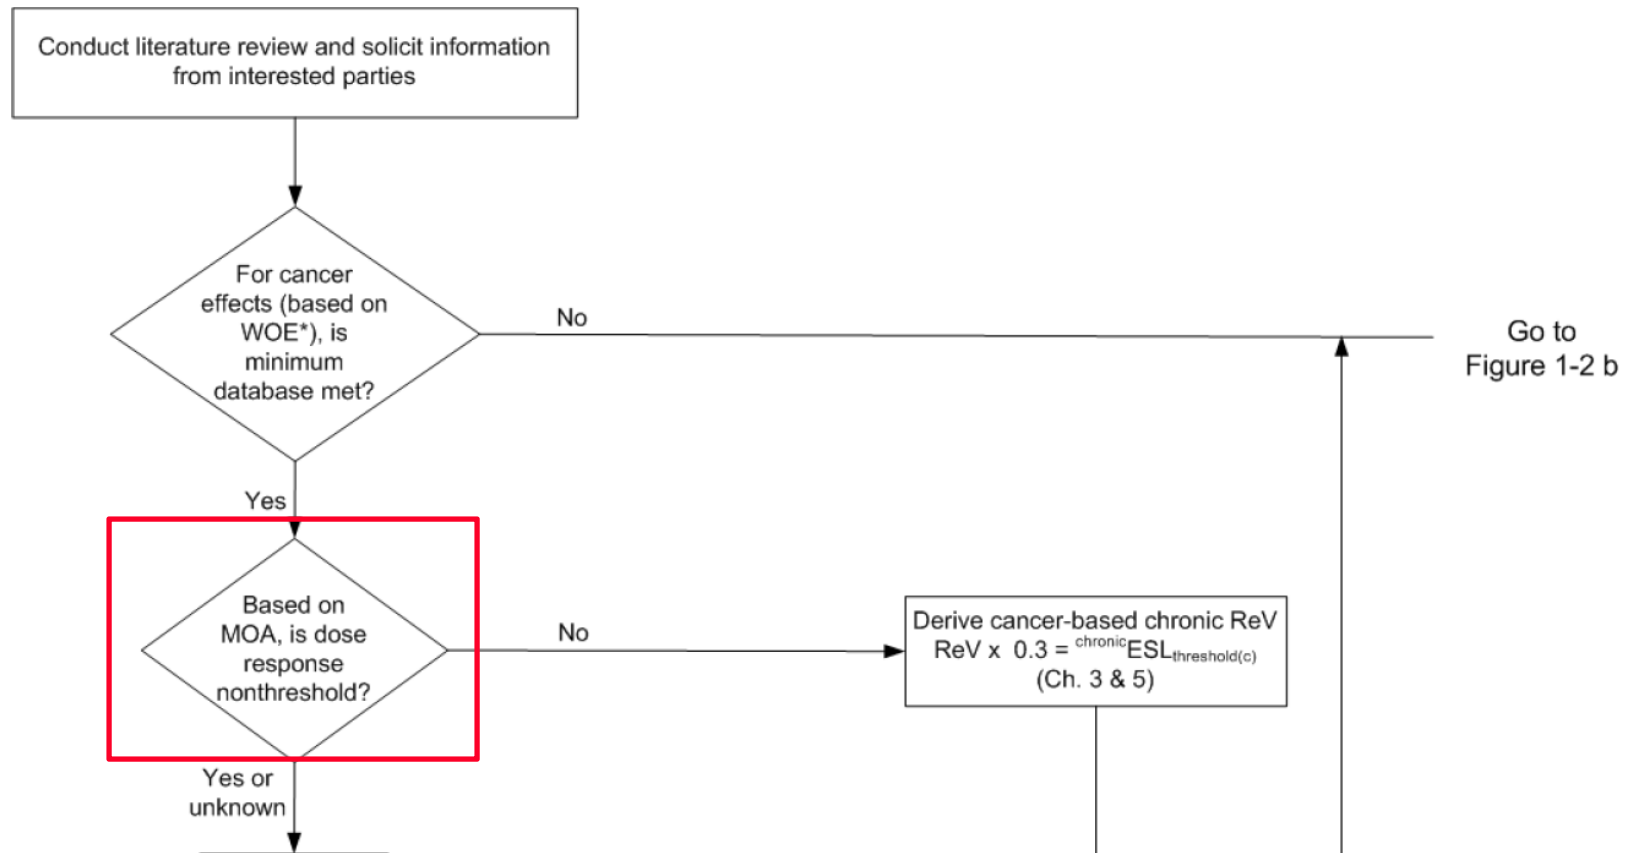 Conduct literature review and solicit information
from interested parties
For cancer
effects (based on
WOE*), is
minimum
database met?
No
Go to
Figure 1-2 b
Yes
Based on
MOA, is dose
response
nonthreshold?
No
Derive cancer-based chronic ReV
ReV x 0.3 = chronicESLthreshold(c)
(Ch. 3 & 5)
Yes or
unknown